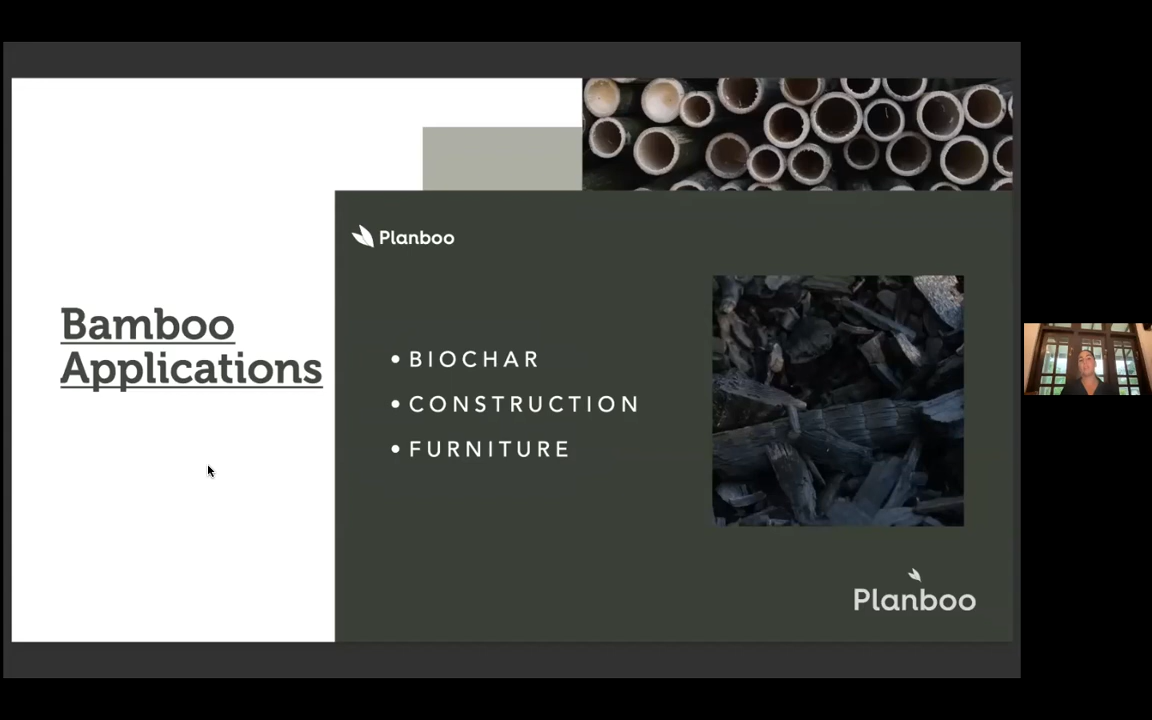 Planboo
Bamboo
Applications
• BIOCHAR
• CONSTRUCTION
• FURNITURE
Planboo